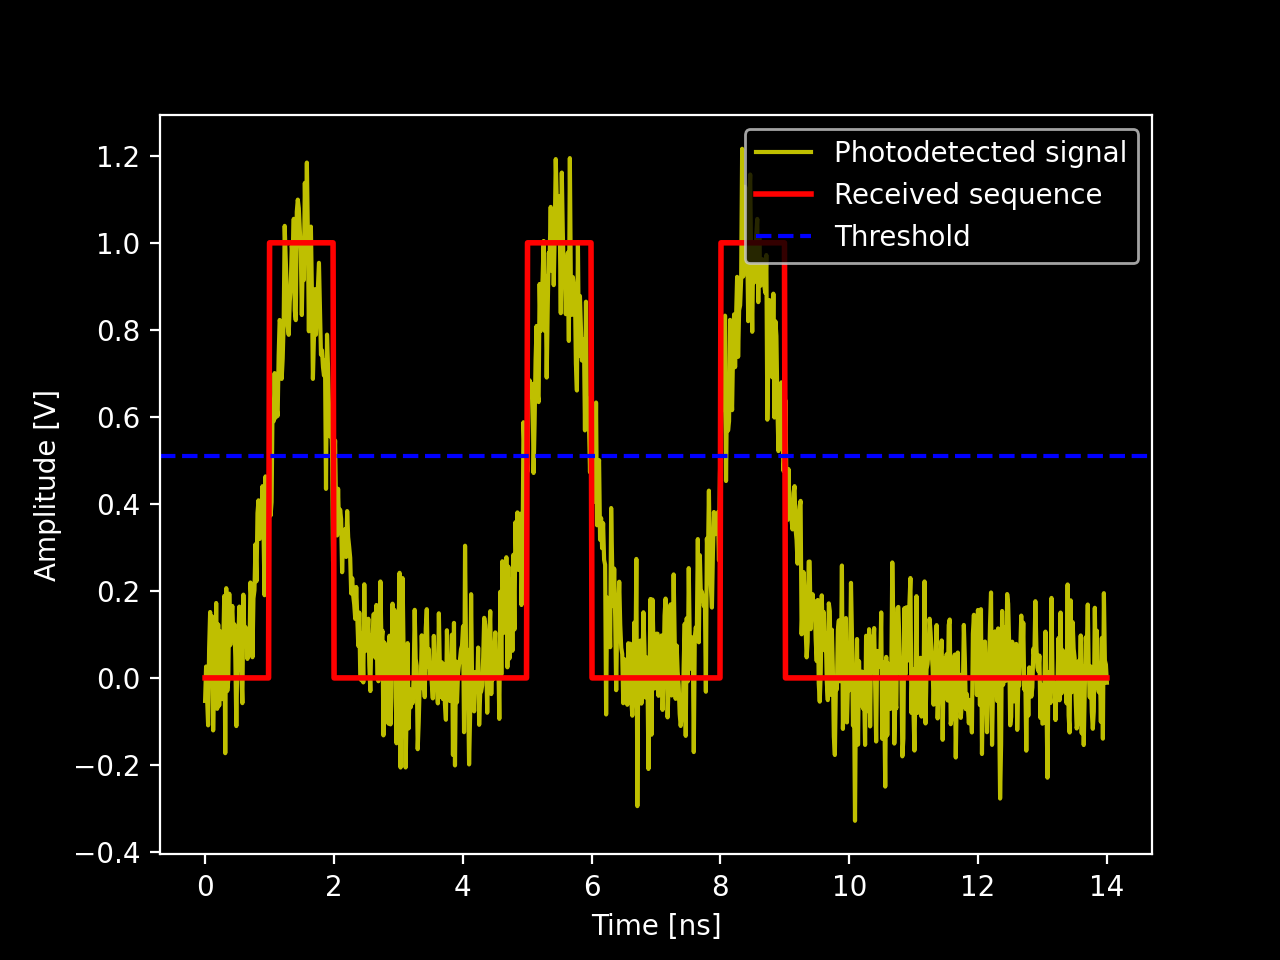 Photodetected signal
Received sequence
Threshold
1.2
1.0
0.8
0.6
0.4
0.2
0.0
−0.2
−0.4
Amplitude [V]
0 2 4 6 8 10 12 14
Time [ns]